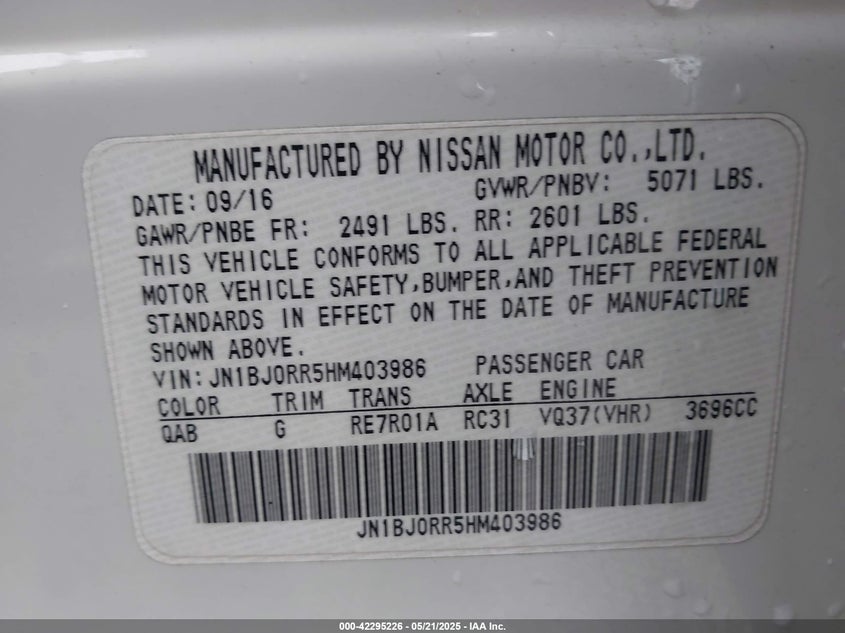 MANUFACTURED BY NISSAN MOTOR CO.,LTD.
DATE: 09/16 GVWR/PNBV: 5071 LBS.
GAWR/PNBE FR: 2491 LBS. RR: 2601 LBS.
THIS VEHICLE CONFORMS TO ALL APPLICABLE FEDERAL
MOTOR VEHICLE SAFETY,BUMPER,AND THEFT PREVENTION
STANDARDS IN EFFECT ON THE DATE OF MANUFACTURE
SHOWN ABOVE.
VIN: JN1BJ0RR5HM403986 PASSENGER CAR
COLOR TRIM TRANS AXLE ENGINE
QAB G RE7R01A RC31 VQ37(VHR) 3696CC
JN1BJ0RR5HM403986
000-42295226 - 05/21/2025 - IAA Inc.